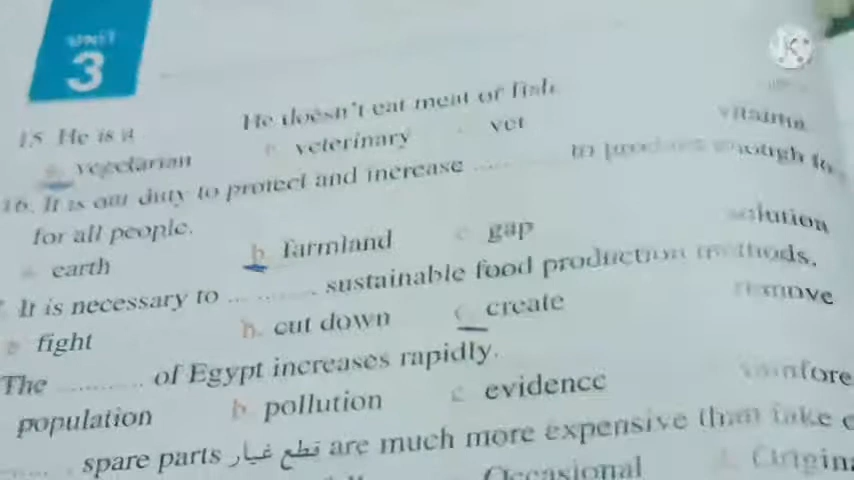 UNIT
3
15. He is a He doesn't eat meat or fish.
a. vegetarian b. veterinary c. vet vitamin
16. It is our duty to protect and increase ........ to produce enough
for all people.
a. earth b. farmland c. gap solution
It is necessary to ........... sustainable food production methods.
a. fight b. cut down c. create remove
The ............ of Egypt increases rapidly.
population b. pollution c. evidence
spare parts قطع غيار are much more expensive than fake
Occasional